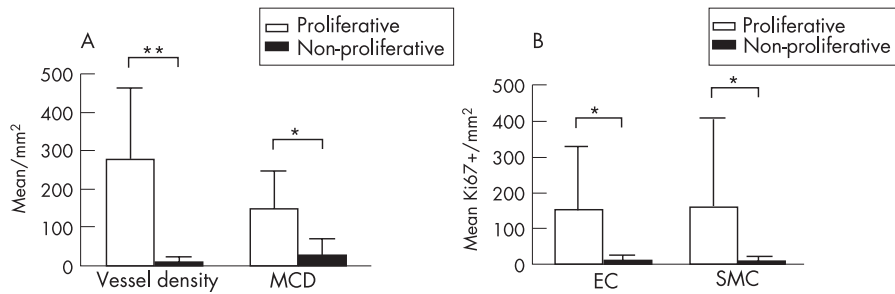 A
Proliferative
Non-proliferative
**
*
500
400
300
200
100
0
Mean/mm²
Vessel density
MCD
B
Proliferative
Non-proliferative
*
*
500
400
300
200
100
0
Mean Ki67+/mm²
EC
SMC